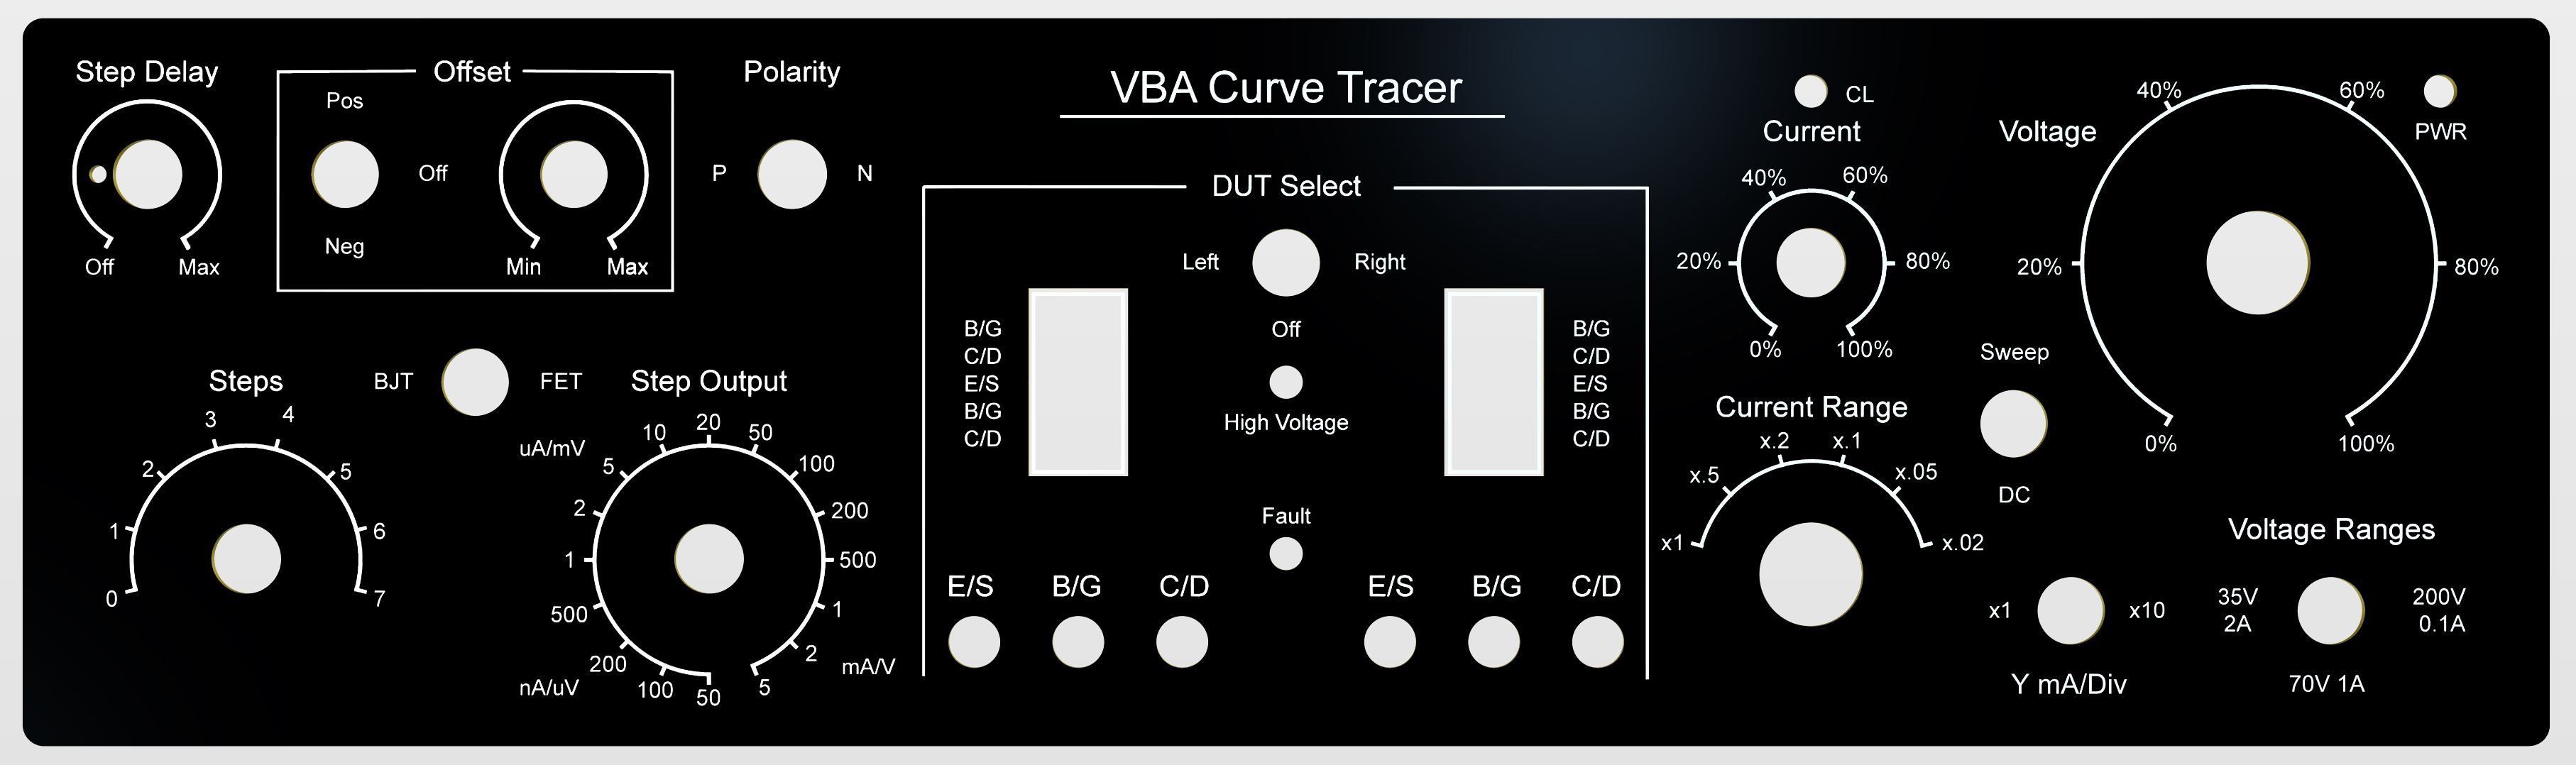 Step Delay
Off
Max
Offset
Pos
Off
Neg
Min
Max
Polarity
P
N
Steps
0
1
2
3
4
5
6
7
BJT
FET
Step Output
uA/mV
nA/uV
mA/V
50
100
200
500
1
2
5
10
20
50
100
200
500
1
2
5
VBA Curve Tracer
DUT Select
Left
Right
Off
High Voltage
Fault
B/G
C/D
E/S
B/G
C/D
B/G
C/D
E/S
B/G
C/D
E/S
B/G
C/D
E/S
B/G
C/D
CL
Current
0%
20%
40%
60%
80%
100%
Current Range
x1
x.5
x.2
x.1
x.05
x.02
Voltage
0%
20%
40%
60%
80%
100%
PWR
Sweep
DC
x1
x10
Y mA/Div
Voltage Ranges
35V
2A
200V
0.1A
70V 1A